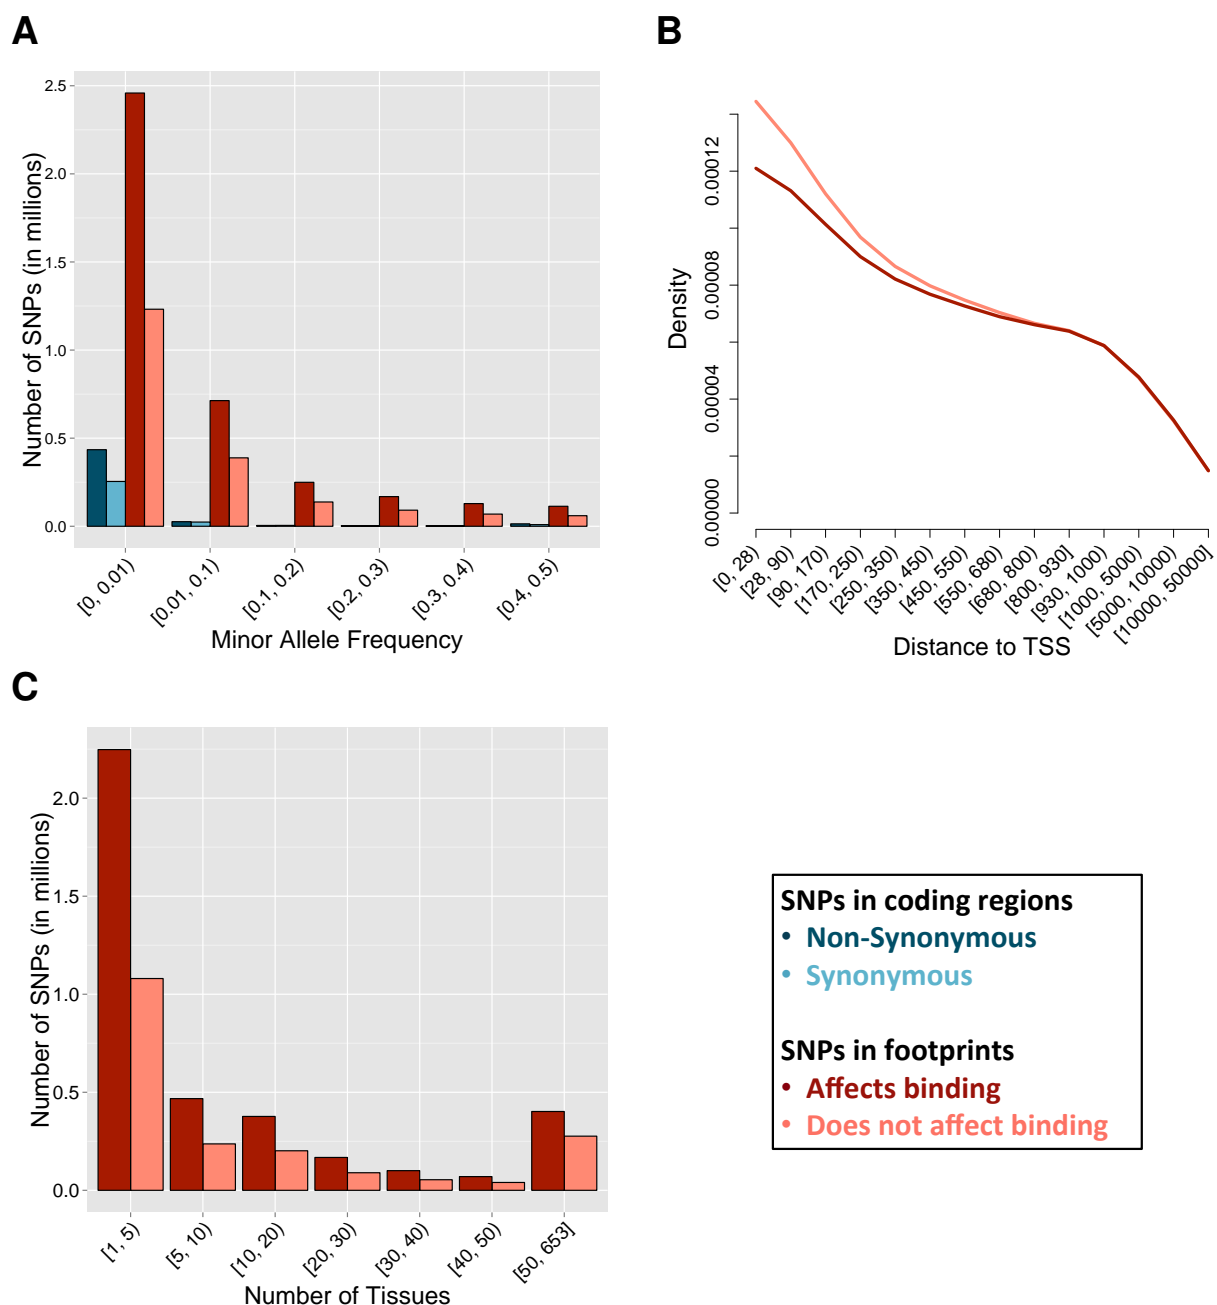 A
B
2.5
2.0
1.5
1.0
0.5
0.0
Number of SNPs (in millions)
[0, 0.01)
[0.01, 0.1)
[0.1, 0.2)
[0.2, 0.3)
[0.3, 0.4)
[0.4, 0.5)
Minor Allele Frequency
0.00012
0.00008
0.00004
0.00000
Density
[0, 28)
[28, 90)
[90, 170)
[170, 250)
[250, 350)
[350, 450)
[450, 550)
[550, 680)
[680, 800)
[800, 930]
[930, 1000)
[1000, 5000)
[5000, 10000)
[10000, 50000]
Distance to TSS
C
2.0
1.5
1.0
0.5
0.0
Number of SNPs (in millions)
[1, 5)
[5, 10)
[10, 20)
[20, 30)
[30, 40)
[40, 50)
[50, 653]
Number of Tissues
SNPs in coding regions
• Non-Synonymous
• Synonymous
SNPs in footprints
• Affects binding
• Does not affect binding